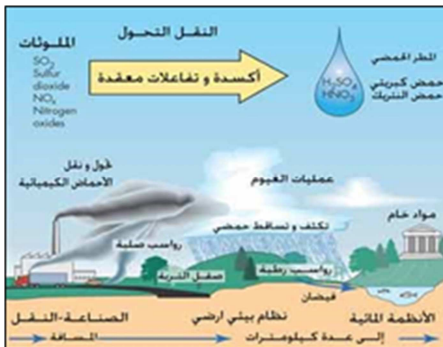 النقل التحول
الملوثات
SO₂
Sulfur
dioxide
NOₓ
Nitrogen
oxides
أكسدة و تفاعلات معقدة
المطر الحمضي
H₂SO₄
HNO₃
حمض كبريتي
حمض النتريك
تحول و نقل
الأحماض الكيميائية
عمليات الغيوم
مواد خام
رواسب صلبة
تكثف و تساقط حمضي
صقل التربة
رواسب رطبة
فيضان
الصناعة-النقل
نظام بيئي ارضي
الأنظمة المائية
المسافة
إلى عدة كيلومترات